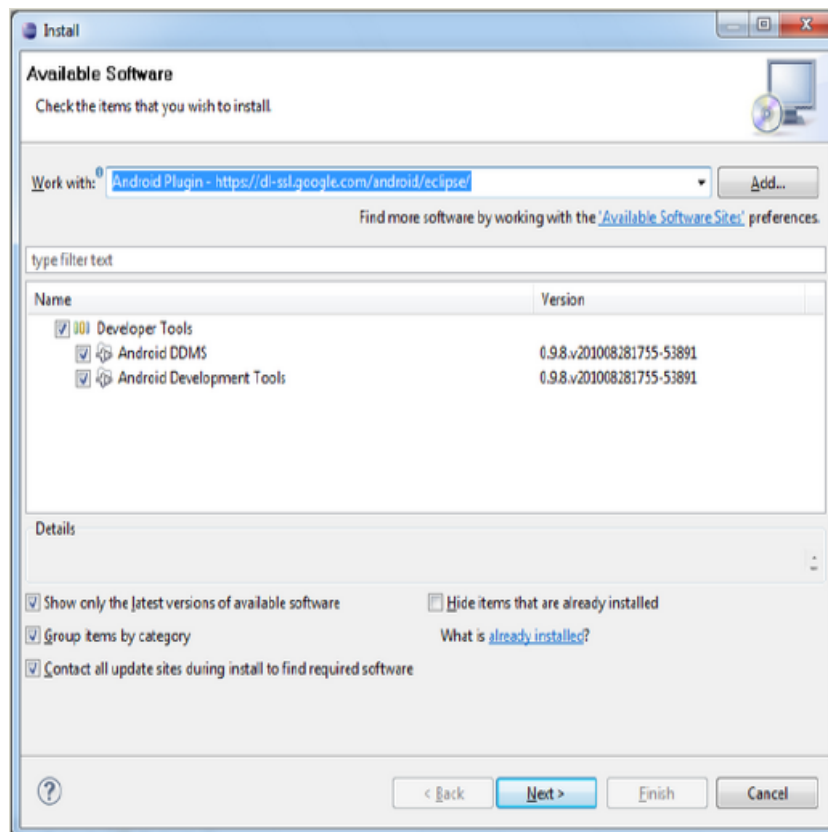 Install
Available Software
Check the items that you wish to install.
Work with: Android Plugin - https://dl-ssl.google.com/android/eclipse/ Add...
Find more software by working with the 'Available Software Sites' preferences.
type filter text
Name Version
Developer Tools
Android DDMS 0.9.8.v201008281755-53891
Android Development Tools 0.9.8.v201008281755-53891
Details
Show only the latest versions of available software Hide items that are already installed
Group items by category What is already installed?
Contact all update sites during install to find required software
? < Back Next > Finish Cancel